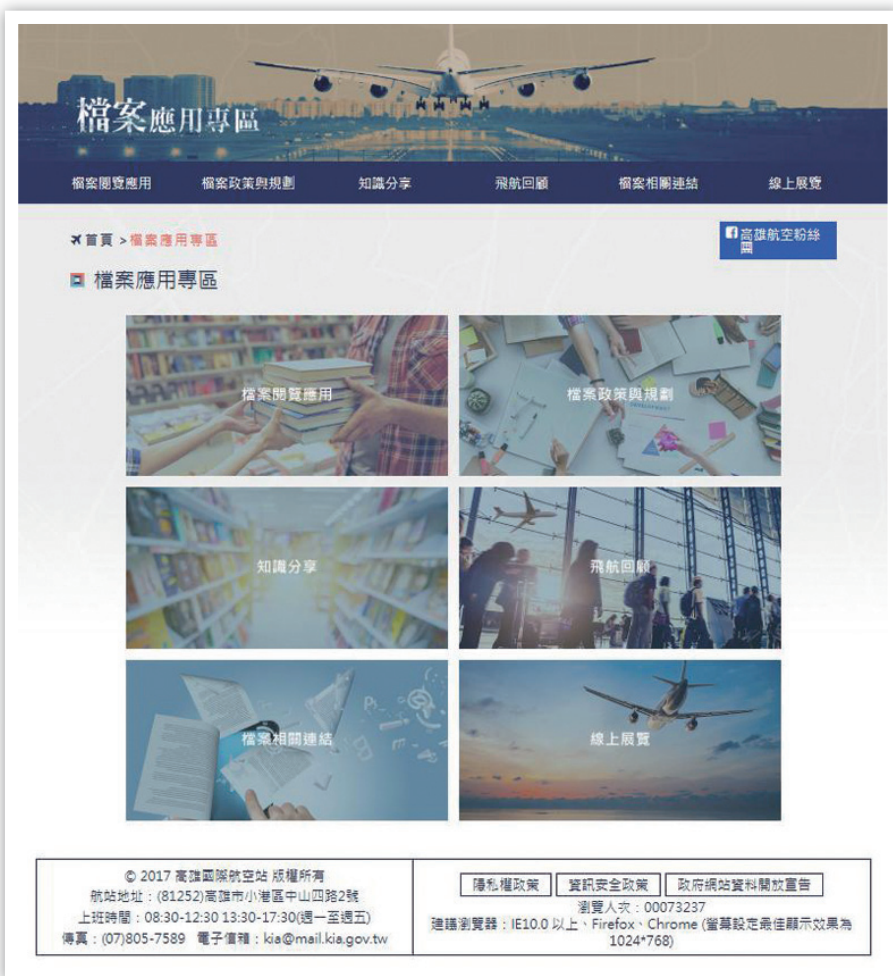 檔案應用專區
檔案閱覽應用 檔案政策與規劃 知識分享 飛航回顧 檔案相關連結 線上展覽
首頁 > 檔案應用專區
高雄航空粉絲團
檔案應用專區
檔案閱覽應用 檔案政策與規劃
知識分享 飛航回顧
檔案相關連結 線上展覽
© 2017 高雄國際航空站 版權所有
航站地址：(81252)高雄市小港區中山四路2號
上班時間：08:30-12:30 13:30-17:30(週一至週五)
傳真：(07)805-7589 電子信箱：kia@mail.kia.gov.tw
隱私權政策 資訊安全政策 政府網站資料開放宣告
瀏覽人次：00073237
建議瀏覽器：IE10.0 以上、Firefox、Chrome (螢幕設定最佳顯示效果為
1024*768)